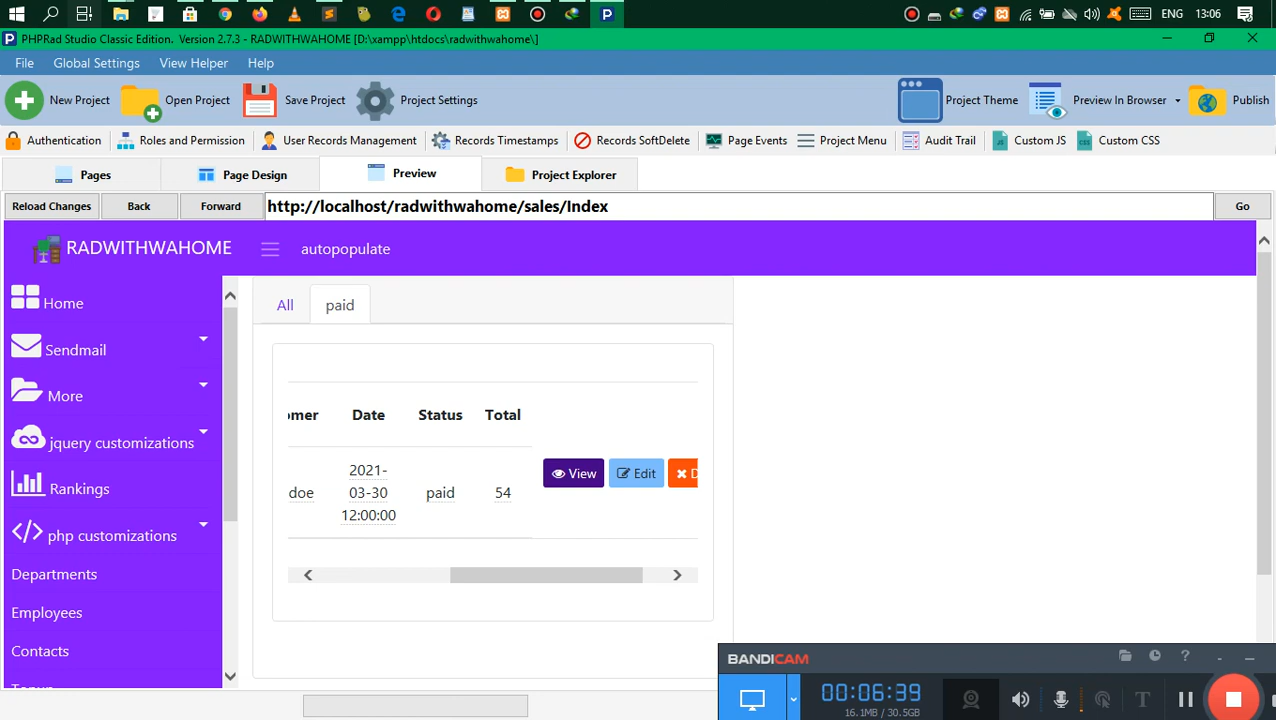 ENG 13:06
PHPRad Studio Classic Edition. Version 2.7.3 - RADWITHWAHOME [D:\xampp\htdocs\radwithwahome\]
File Global Settings View Helper Help
New Project Open Project Save Project Project Settings Project Theme Preview In Browser Publish
Authentication Roles and Permission User Records Management Records Timestamps Records SoftDelete Page Events Project Menu Audit Trail Custom JS Custom CSS
Pages Page Design Preview Project Explorer
Reload Changes Back Forward http://localhost/radwithwahome/sales/Index Go
RADWITHWAHOME autopopulate
Home
Sendmail
More
jquery customizations
Rankings
php customizations
Departments
Employees
Contacts
All paid
omer Date Status Total
doe 2021-03-30 12:00:00 paid 54 View Edit D
BANDICAM
00:06:39
16.1MB / 30.5GB